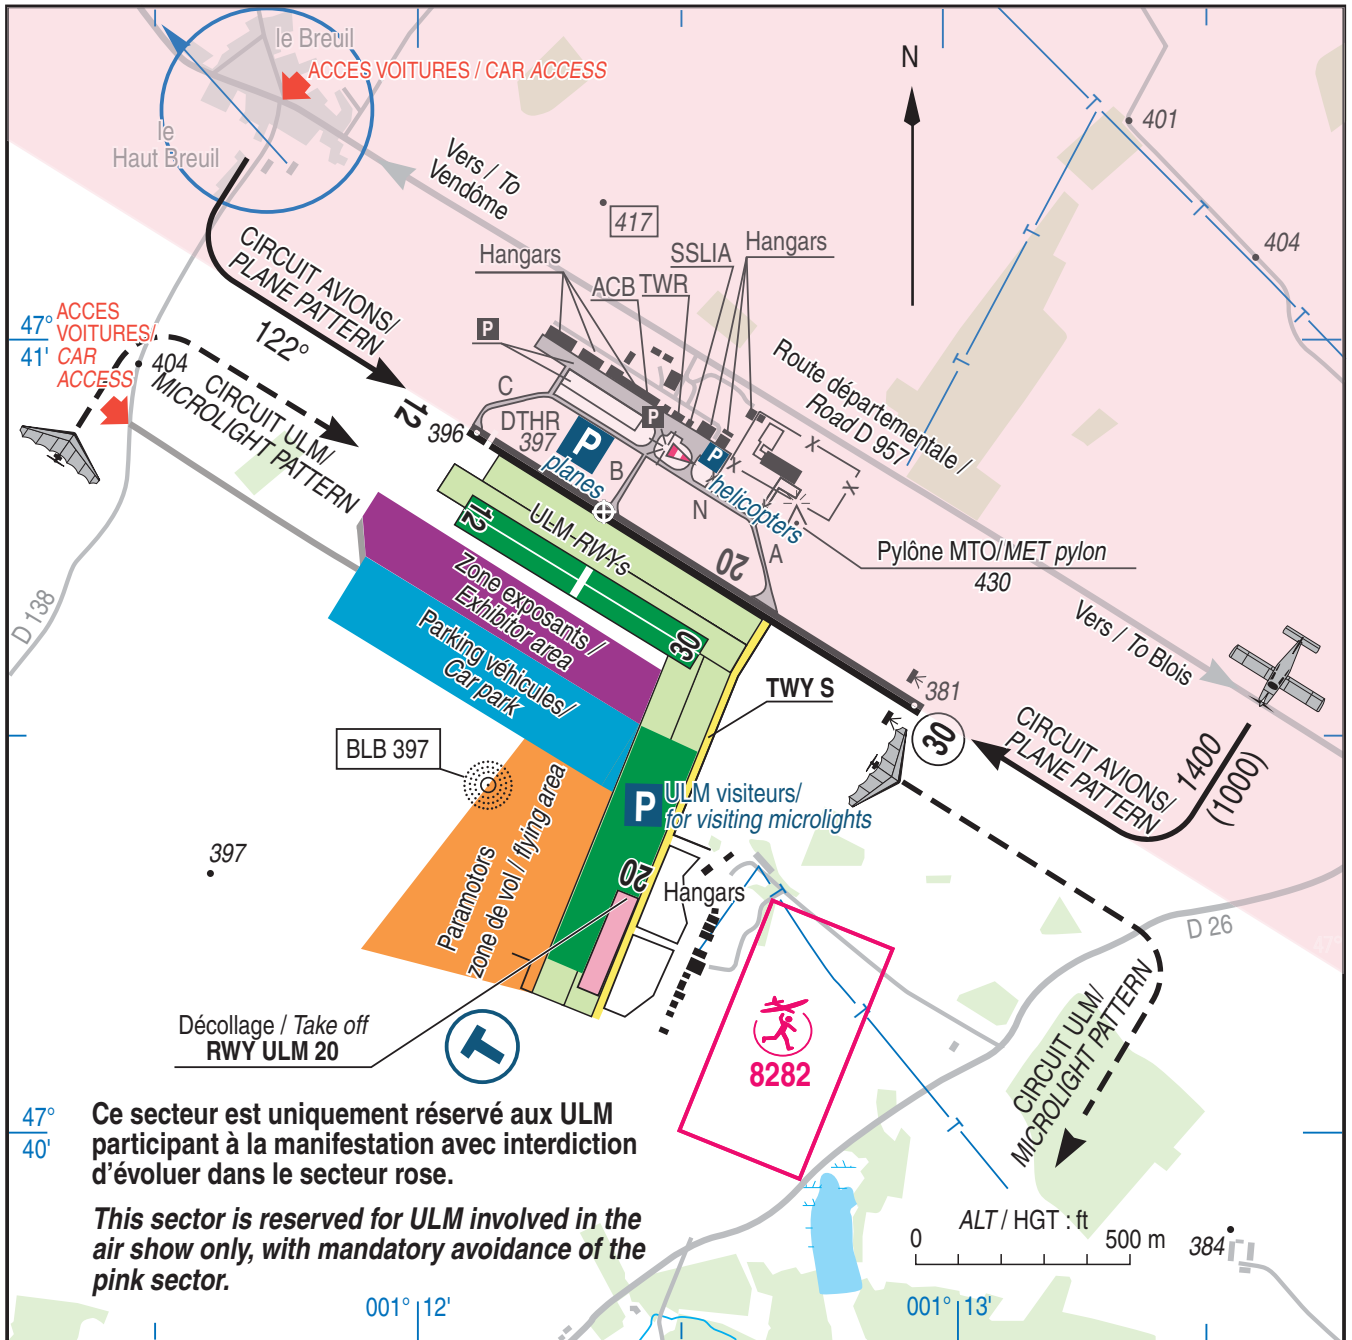 le Breuil
ACCES VOITURES / CAR ACCESS
le
Haut Breuil
Vers / To
Vendôme
N
401
417
404
CIRCUIT AVIONS/
PLANE PATTERN
122°
Hangars
ACB
TWR
SSLIA
Hangars
P
47°
41'
ACCES
VOITURES/
CAR
ACCESS
404
CIRCUIT ULM/
MICROLIGHT PATTERN
Route départementale /
Road D 957
12
396
C
DTHR
397
P
planes
B
P
P
helicopters
N
A
20
X
X
X
X
Pylône MTO/MET pylon
430
ULM-RWYs
12
30
Zone exposants /
Exhibitor area
Parking véhicules/
Car park
D 138
Vers / To Blois
TWY S
381
30
CIRCUIT AVIONS/
PLANE PATTERN
1400
(1000)
BLB 397
P
ULM visiteurs/
for visiting microlights
Paramotors
zone de vol / flying area
397
20
Hangars
D 26
47°
Décollage / Take off
RWY ULM 20
T
8282
CIRCUIT ULM/
MICROLIGHT PATTERN
T
T
T
T
T
T
T
T
T
47°
40'
Ce secteur est uniquement réservé aux ULM
participant à la manifestation avec interdiction
d'évoluer dans le secteur rose.
This sector is reserved for ULM involved in the
air show only, with mandatory avoidance of the
pink sector.
ALT / HGT : ft
0
500 m
384
001° 12'
001° 13'